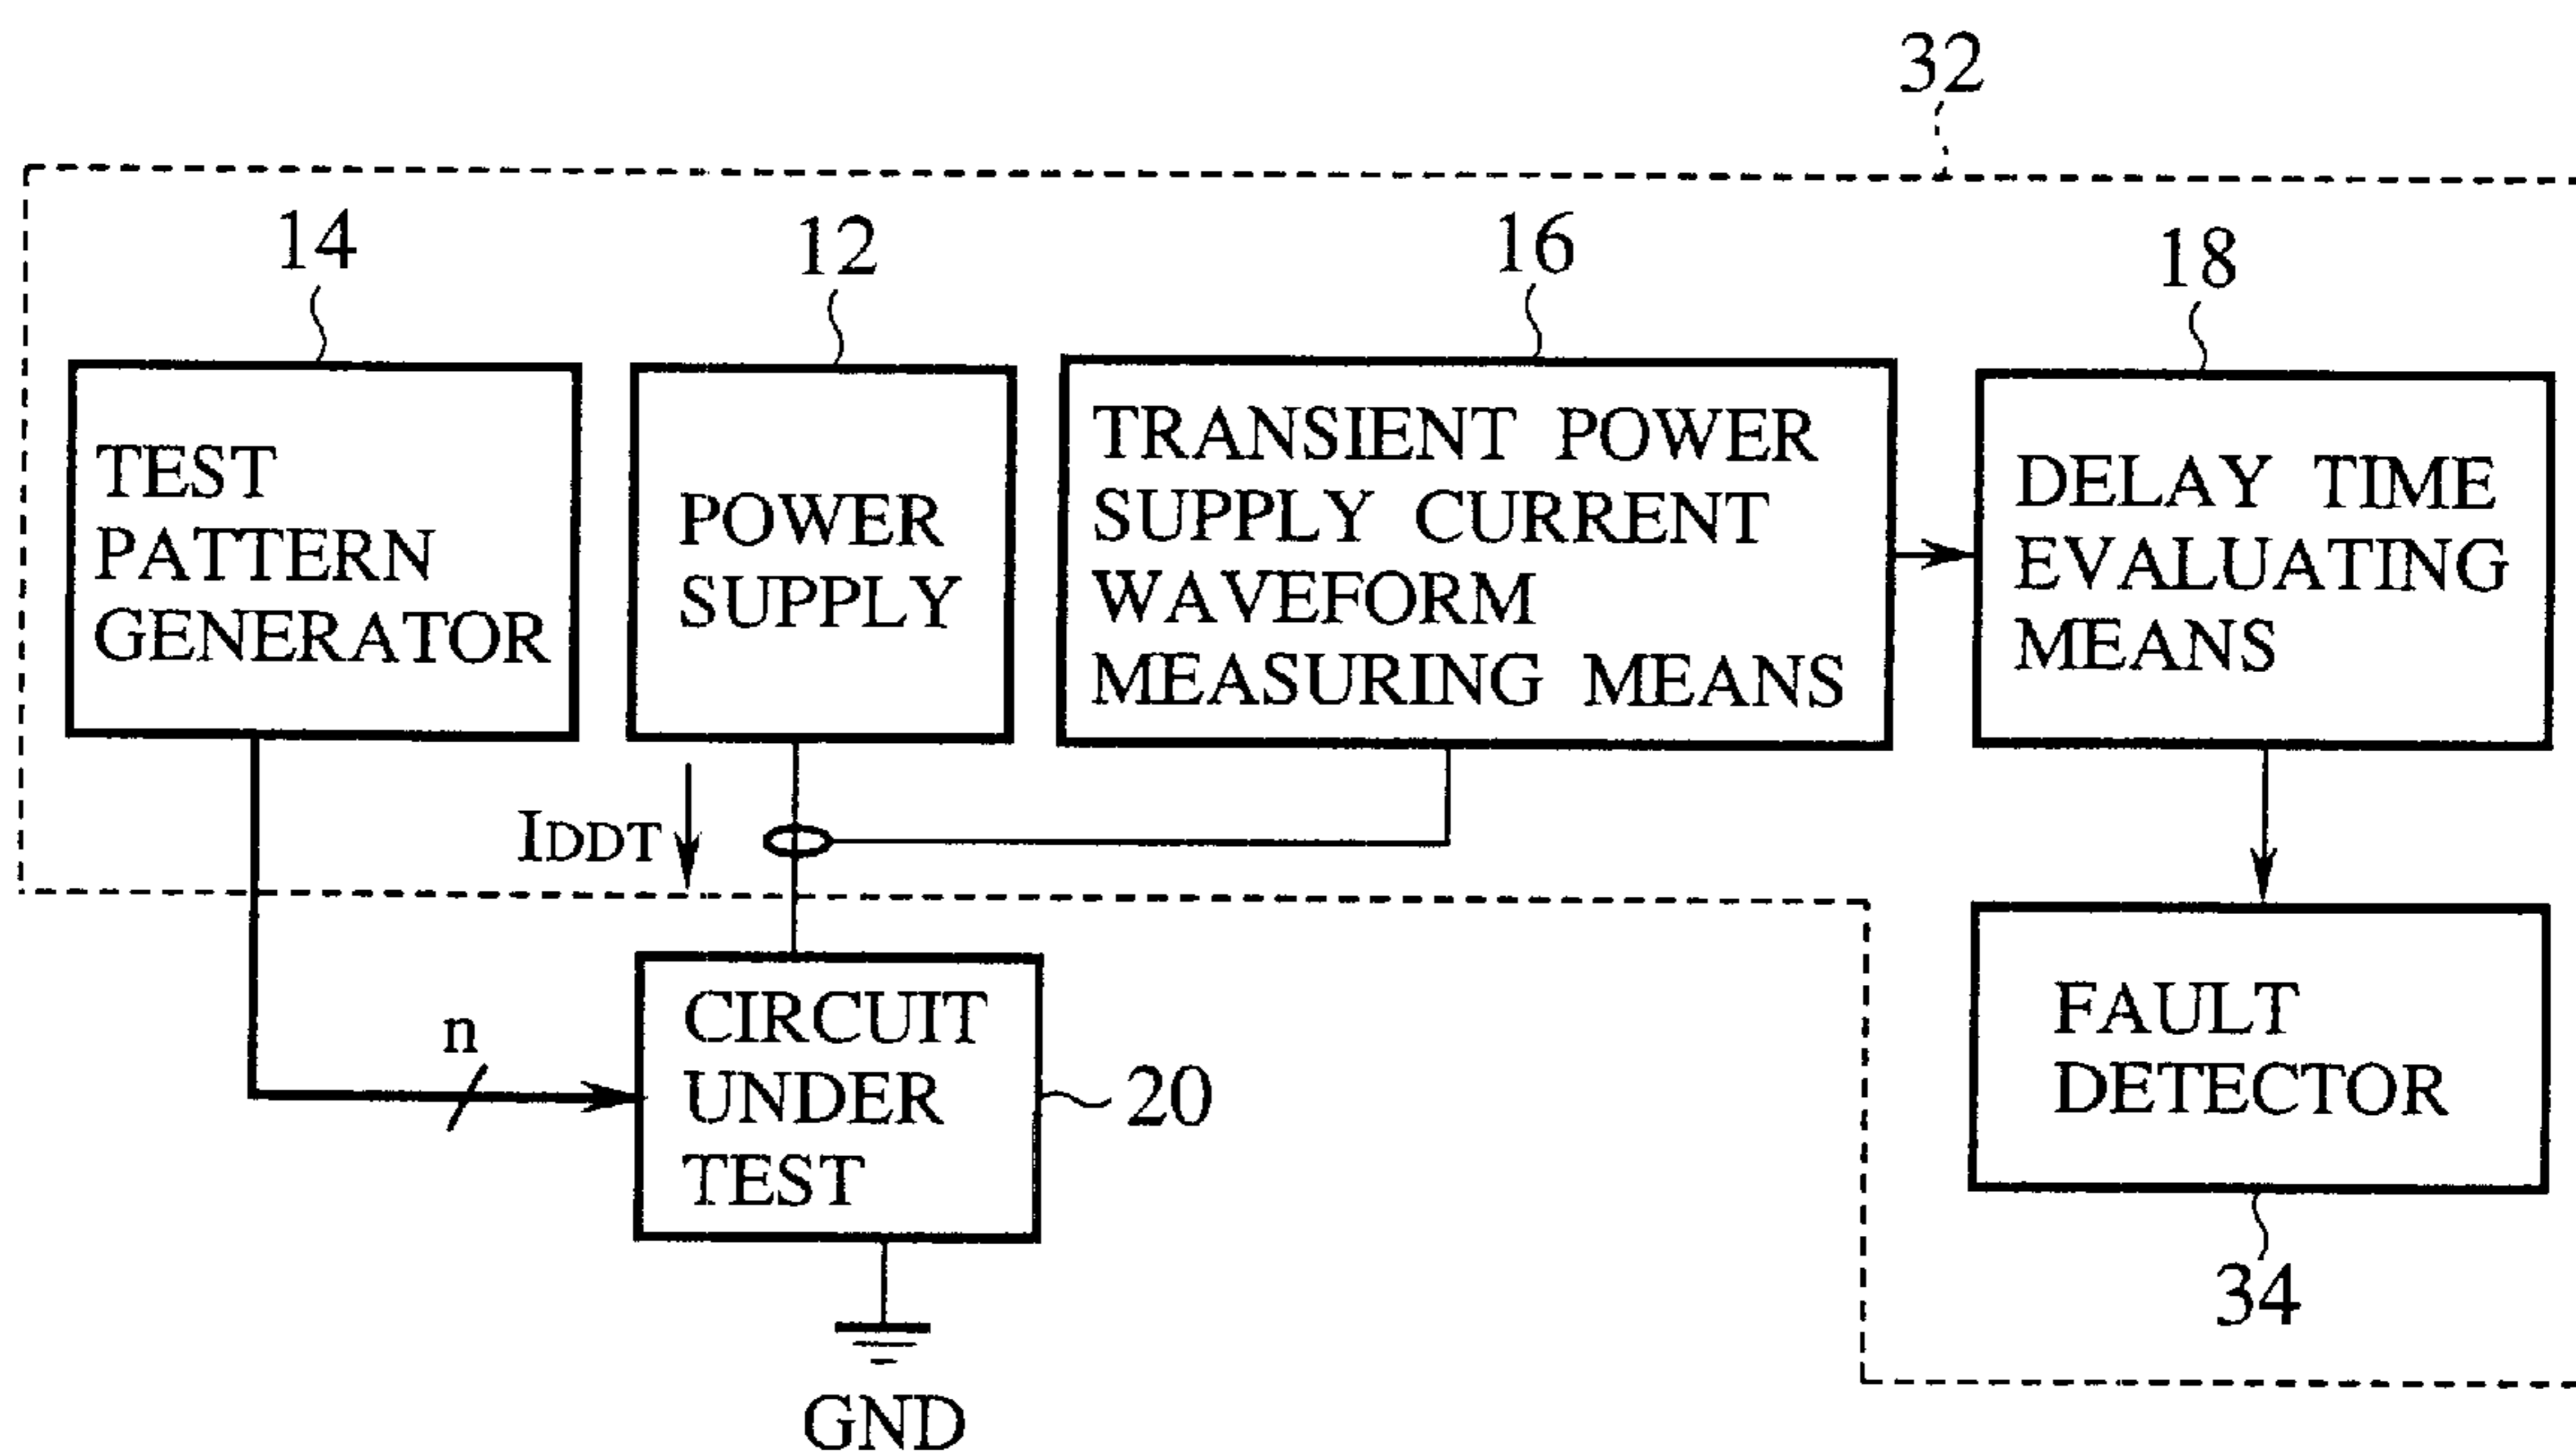 32
14
12
16
18
TEST
PATTERN
GENERATOR
POWER
SUPPLY
TRANSIENT POWER
SUPPLY CURRENT
WAVEFORM
MEASURING MEANS
DELAY TIME
EVALUATING
MEANS
IDDT
n
CIRCUIT
UNDER
TEST
20
FAULT
DETECTOR
34
GND